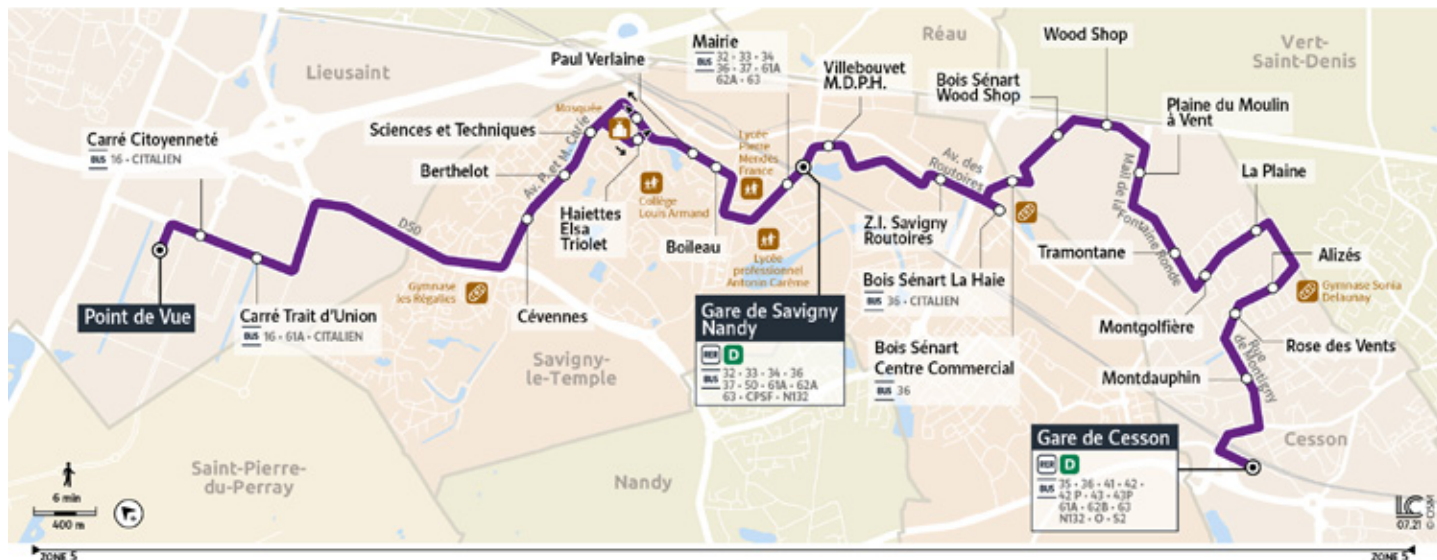 Réau
Vert-
Saint-Denis
Lieusaint
Savigny-
le-Temple
Saint-Pierre-
du-Perray
Nandy
Cesson
Point de Vue
Carré Citoyenneté
BUS 16 - CITALIEN
Carré Trait d'Union
BUS 16 - 61A - CITALIEN
D50
Gymnase
les Régalles
Cévennes
Berthelot
Av. P. et M. Curie
Sciences et Techniques
Mosquée
Paul Verlaine
Haiettes
Elsa
Triolet
Collège
Louis Armand
Boileau
Lycée
Pierre
Mendès
France
Lycée
professionnel
Antonin Carême
Mairie
BUS 32 - 33 - 34
36 - 37 - 61A
62A - 63
Gare de Savigny
Nandy
RER D
BUS 32 - 33 - 34 - 36
37 - 50 - 61A - 62A
63 - CPSF - N132
Villebouvet
M.D.P.H.
Z.I. Savigny
Routoires
Av. des
Routoires
Bois Sénart La Haie
BUS 36 - CITALIEN
Bois Sénart
Centre Commercial
BUS 36
Bois Sénart
Wood Shop
Wood Shop
Plaine du Moulin
à Vent
Mail de La Fontaine Ronde
Tramontane
Montgolfière
La Plaine
Alizés
Gymnase Sonia
Delaunay
Rose des Vents
Rue de Montigny
Montdauphin
Gare de Cesson
RER D
BUS 35 - 36 - 41 - 42 -
42 P - 43 - 43P
61A - 62B - 63
N132 - O - S2
6 min
400 m
LC
07.21
ZONE 5
ZONE 5